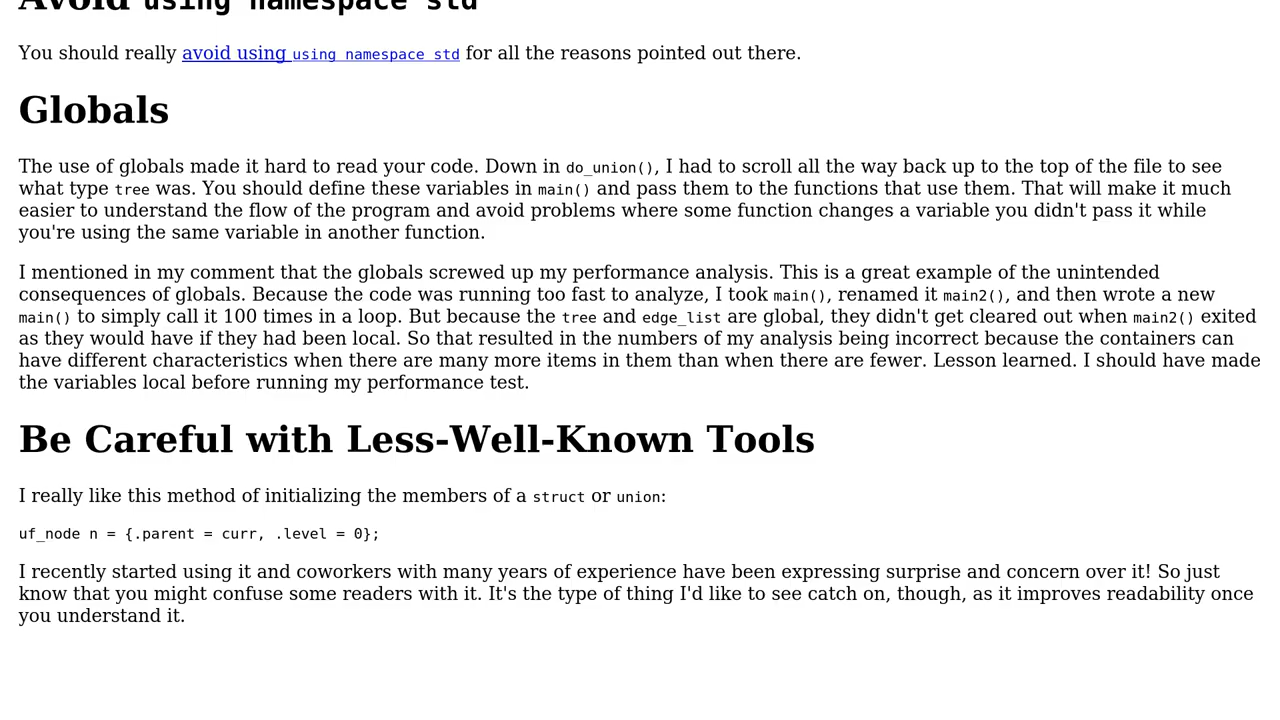 Avoid using namespace std
You should really avoid using using namespace std for all the reasons pointed out there.
Globals
The use of globals made it hard to read your code. Down in do_union(), I had to scroll all the way back up to the top of the file to see
what type tree was. You should define these variables in main() and pass them to the functions that use them. That will make it much
easier to understand the flow of the program and avoid problems where some function changes a variable you didn't pass it while
you're using the same variable in another function.
I mentioned in my comment that the globals screwed up my performance analysis. This is a great example of the unintended
consequences of globals. Because the code was running too fast to analyze, I took main(), renamed it main2(), and then wrote a new
main() to simply call it 100 times in a loop. But because the tree and edge_list are global, they didn't get cleared out when main2() exited
as they would have if they had been local. So that resulted in the numbers of my analysis being incorrect because the containers can
have different characteristics when there are many more items in them than when there are fewer. Lesson learned. I should have made
the variables local before running my performance test.
Be Careful with Less-Well-Known Tools
I really like this method of initializing the members of a struct or union:
uf_node n = {.parent = curr, .level = 0};
I recently started using it and coworkers with many years of experience have been expressing surprise and concern over it! So just
know that you might confuse some readers with it. It's the type of thing I'd like to see catch on, though, as it improves readability once
you understand it.